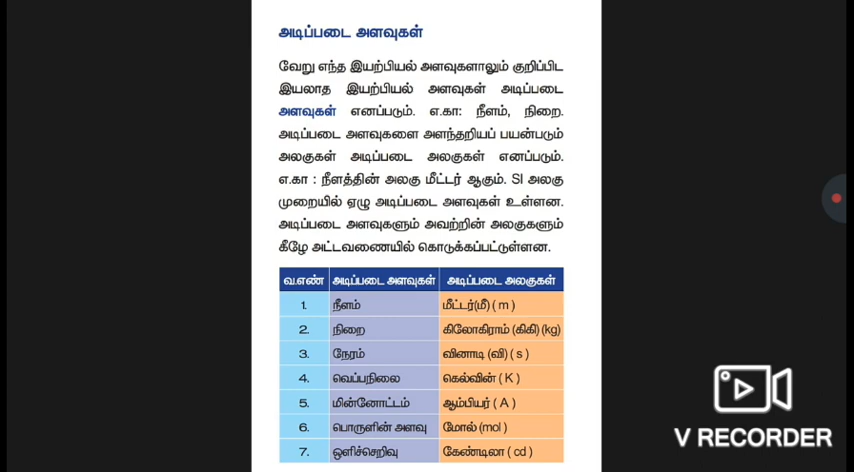 அடிப்படை அளவுகள்
வேறு எந்த இயற்பியல் அளவுகளாலும் குறிப்பிட
இயலாத இயற்பியல் அளவுகள் அடிப்படை
அளவுகள் எனப்படும். எ.கா: நீளம், நிறை.
அடிப்படை அளவுகளை அளந்தறியப் பயன்படும்
அலகுகள் அடிப்படை அலகுகள் எனப்படும்.
எ.கா : நீளத்தின் அலகு மீட்டர் ஆகும். SI அலகு
முறையில் ஏழு அடிப்படை அளவுகள் உள்ளன.
அடிப்படை அளவுகளும் அவற்றின் அலகுகளும்
கீழே அட்டவணையில் கொடுக்கப்பட்டுள்ளன.
வ.எண் அடிப்படை அளவுகள் அடிப்படை அலகுகள்
1. நீளம் மீட்டர்(மீ) ( m )
2. நிறை கிலோகிராம் (கிகி) (kg)
3. நேரம் வினாடி (வி) ( s )
4. வெப்பநிலை கெல்வின் ( K )
5. மின்னோட்டம் ஆம்பியர் ( A )
6. பொருளின் அளவு மோல் (mol )
7. ஒளிச்செறிவு கேண்டிலா ( cd )
V RECORDER